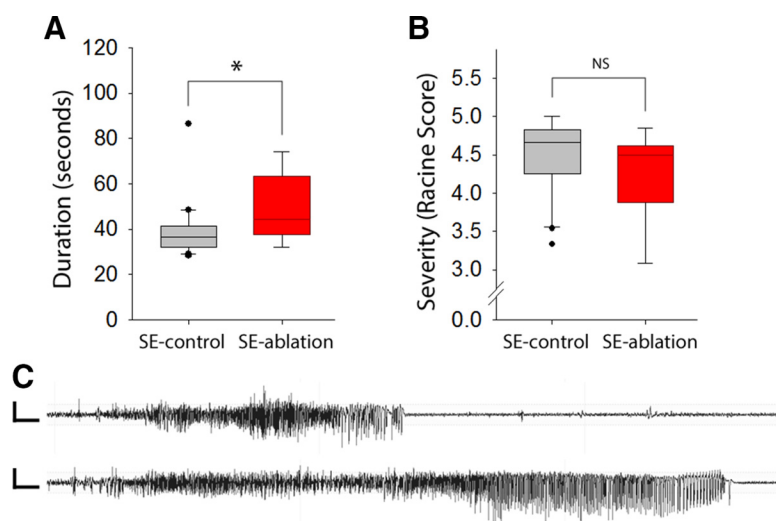 A
Duration (seconds)
120
100
80
60
40
20
0
*
SE-control SE-ablation
B
Severity (Racine Score)
5.5
5.0
4.5
4.0
3.5
3.0
0.0
NS
SE-control SE-ablation
C